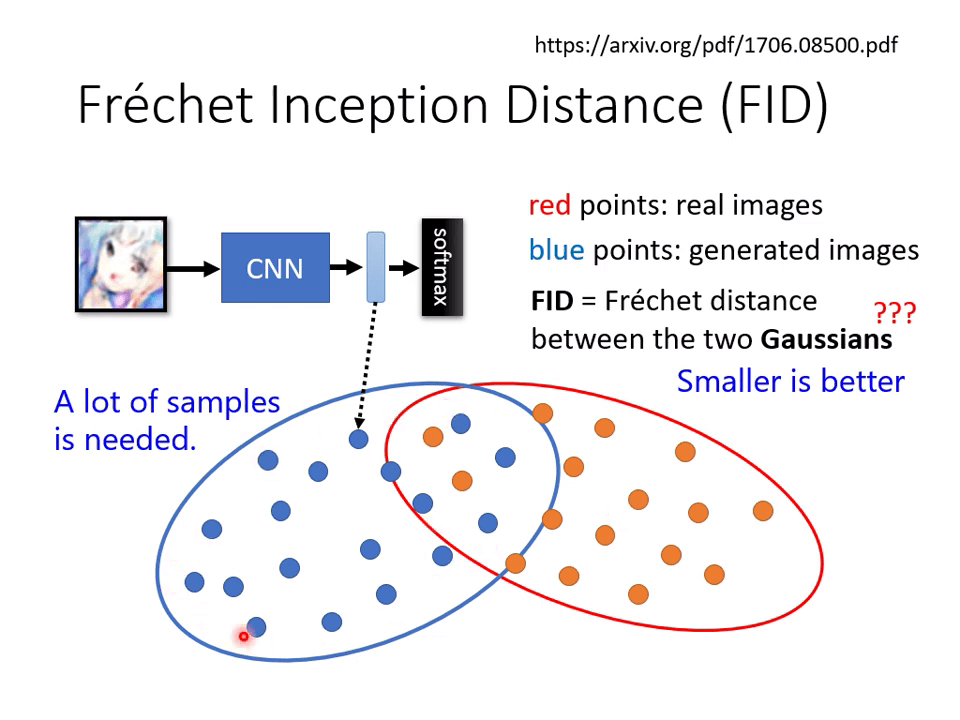 https://arxiv.org/pdf/1706.08500.pdf
Fréchet Inception Distance (FID)
CNN
softmax
red points: real images
blue points: generated images
FID = Fréchet distance
between the two Gaussians
???
Smaller is better
A lot of samples
is needed.